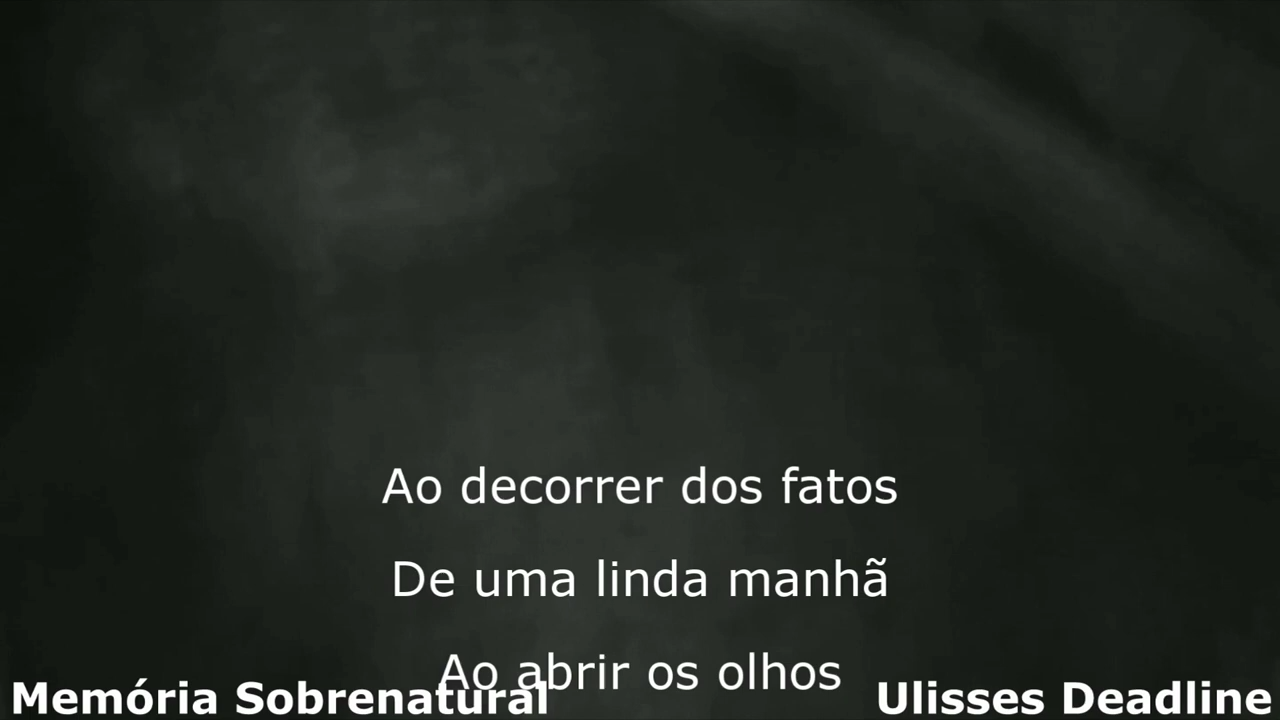 Ao decorrer dos fatos
De uma linda manhã
Ao abrir os olhos
Memória Sobrenatural
Ulisses Deadline